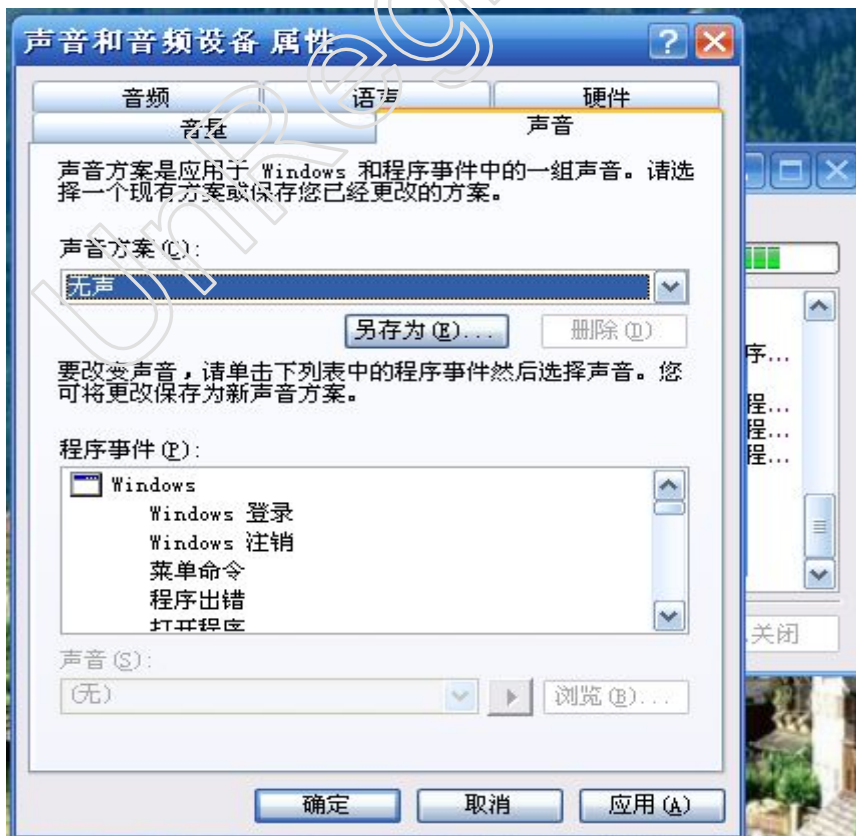 声音和音频设备 属性
音频
语声
硬件
音量
声音
声音方案是应用于 Windows 和程序事件中的一组声音。请选
择一个现有方案或保存您已经更改的方案。
声音方案(C):
无声
另存为(E)...
删除(D)
要改变声音，请单击下列表中的程序事件然后选择声音。您
可将更改保存为新声音方案。
程序事件(P):
Windows
Windows 登录
Windows 注销
菜单命令
程序出错
打开程序
声音(S):
(无)
浏览(B)...
确定
取消
应用(A)
序...
程...
程...
程...
关闭
UnReg